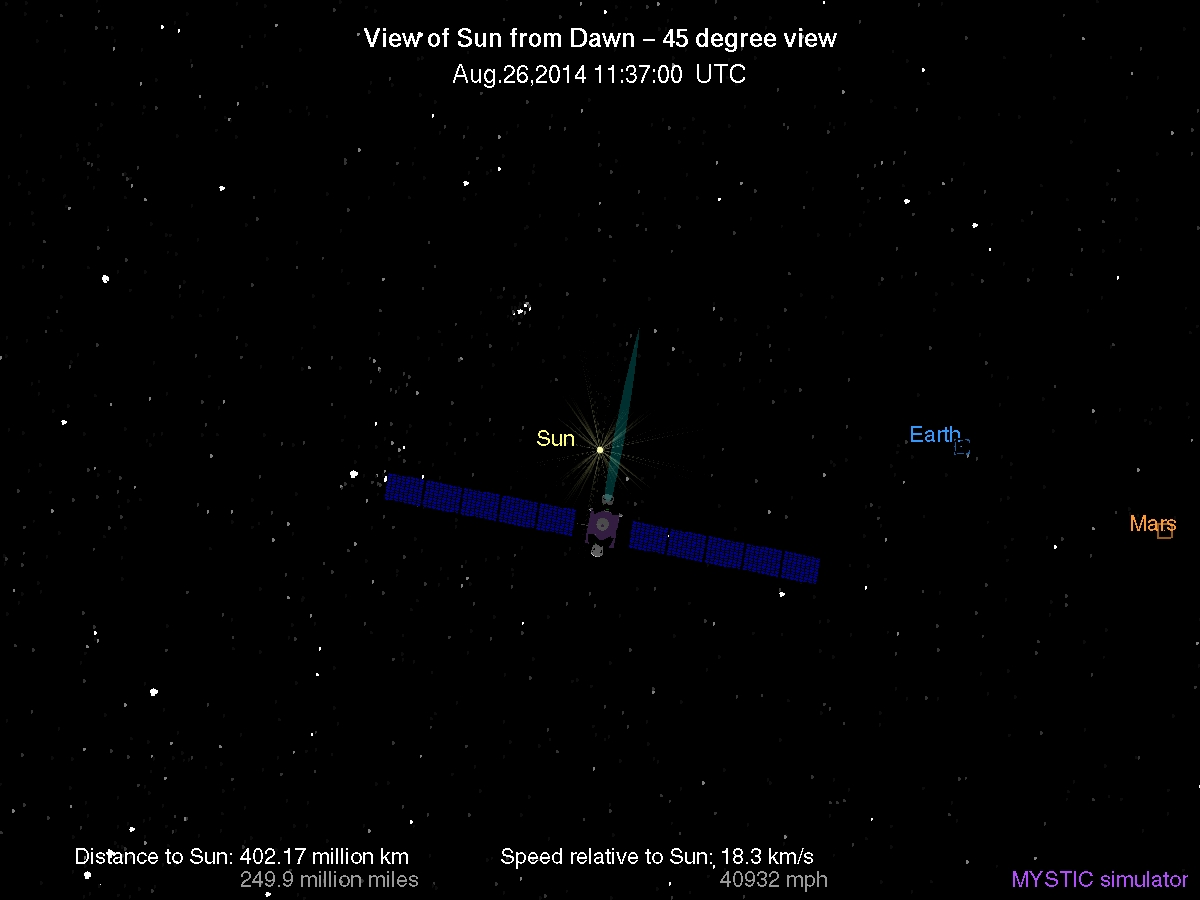 View of Sun from Dawn – 45 degree view
Aug.26,2014 11:37:00 UTC
Sun
Earth
Mars
Distance to Sun: 402.17 million km
249.9 million miles
Speed relative to Sun: 18.3 km/s
40932 mph
MYSTIC simulator